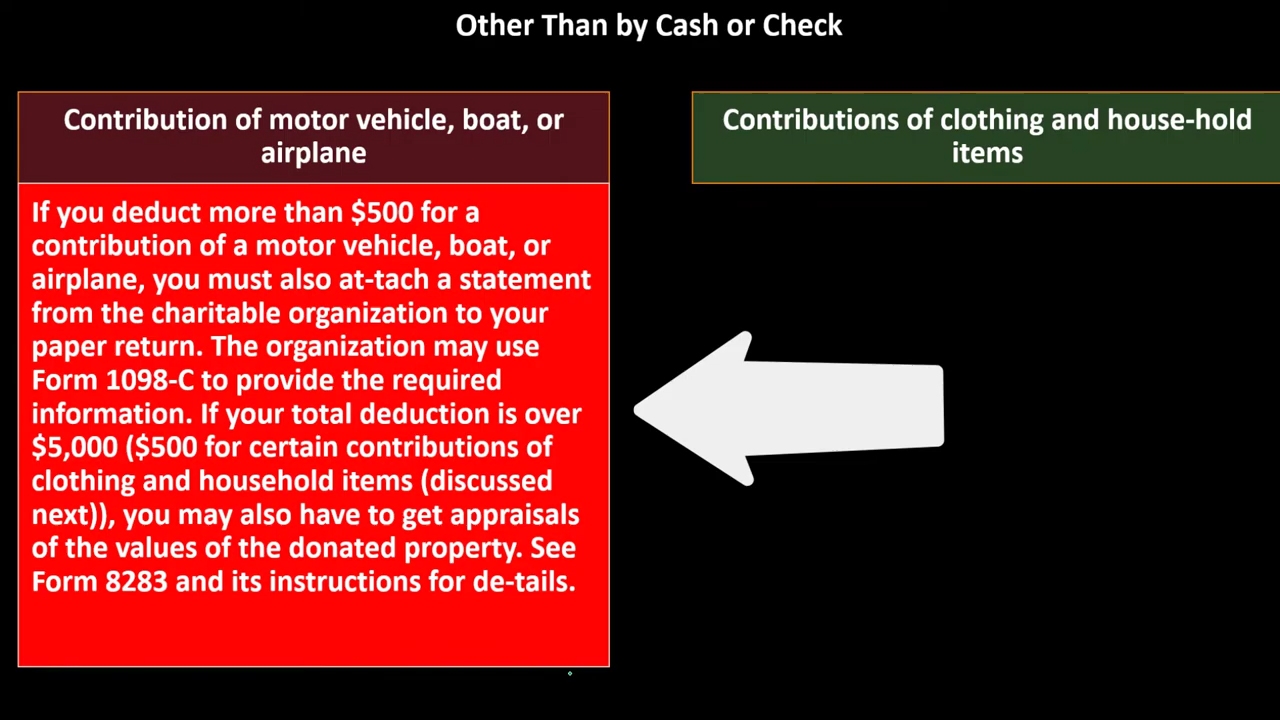 Other Than by Cash or Check
Contribution of motor vehicle, boat, or
airplane
If you deduct more than $500 for a
contribution of a motor vehicle, boat, or
airplane, you must also at-tach a statement
from the charitable organization to your
paper return. The organization may use
Form 1098-C to provide the required
information. If your total deduction is over
$5,000 ($500 for certain contributions of
clothing and household items (discussed
next)), you may also have to get appraisals
of the values of the donated property. See
Form 8283 and its instructions for de-tails.
Contributions of clothing and house-hold
items